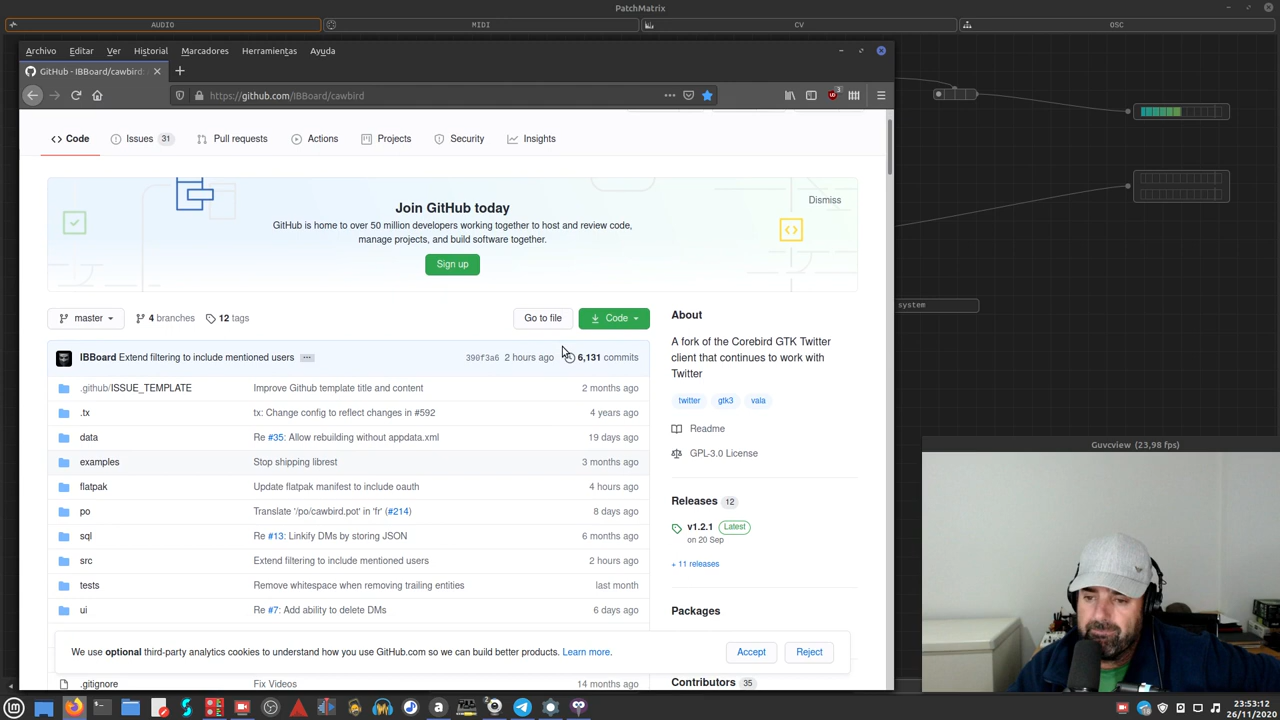 PatchMatrix
AUDIO
MIDI
CV
OSC
Archivo Editar Ver Historial Marcadores Herramientas Ayuda
GitHub - IBBoard/cawbird:
https://github.com/IBBoard/cawbird
3
Code
Issues 31
Pull requests
Actions
Projects
Security
Insights
Join GitHub today
Dismiss
GitHub is home to over 50 million developers working together to host and review code,
manage projects, and build software together.
Sign up
master
4 branches
12 tags
Go to file
Code
IBBoard Extend filtering to include mentioned users
390f3a6 2 hours ago
6,131 commits
.github/ISSUE_TEMPLATE Improve Github template title and content 2 months ago
.tx tx: Change config to reflect changes in #592 4 years ago
data Re #35: Allow rebuilding without appdata.xml 19 days ago
examples Stop shipping librest 3 months ago
flatpak Update flatpak manifest to include oauth 4 hours ago
po Translate '/po/cawbird.pot' in 'fr' (#214) 8 days ago
sql Re #13: Linkify DMs by storing JSON 6 months ago
src Extend filtering to include mentioned users 2 hours ago
tests Remove whitespace when removing trailing entities last month
ui Re #7: Add ability to delete DMs 6 days ago
.gitignore Fix Videos 14 months ago
About
A fork of the Corebird GTK Twitter
client that continues to work with
Twitter
twitter gtk3 vala
Readme
GPL-3.0 License
Releases 12
v1.2.1 Latest
on 20 Sep
+ 11 releases
Packages
Contributors 35
We use optional third-party analytics cookies to understand how you use GitHub.com so we can build better products. Learn more.
Accept
Reject
system
Guvcview (23,98 fps)
23:53:12
26/11/2020